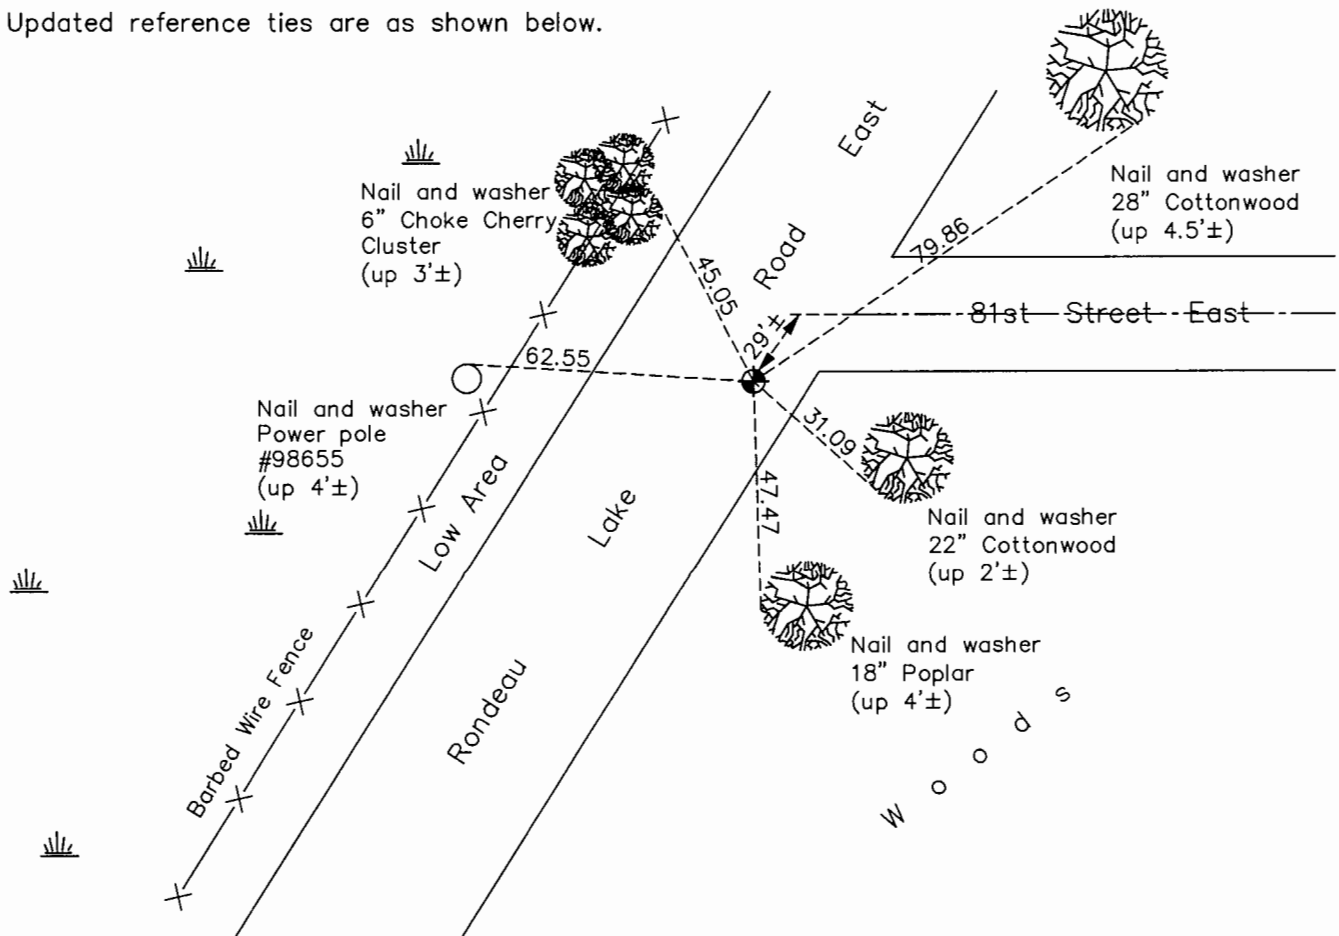 Updated reference ties are as shown below.
Nail and washer
6" Choke Cherry
Cluster
(up 3'±)
Nail and washer
28" Cottonwood
(up 4.5'±)
79.86
45.05
29'±
81st Street East
62.55
Nail and washer
Power pole
#98655
(up 4'±)
31.09
47.47
Nail and washer
22" Cottonwood
(up 2'±)
Nail and washer
18" Poplar
(up 4'±)
Low Area
Barbed Wire Fence
Rondeau Lake Road East
Woods